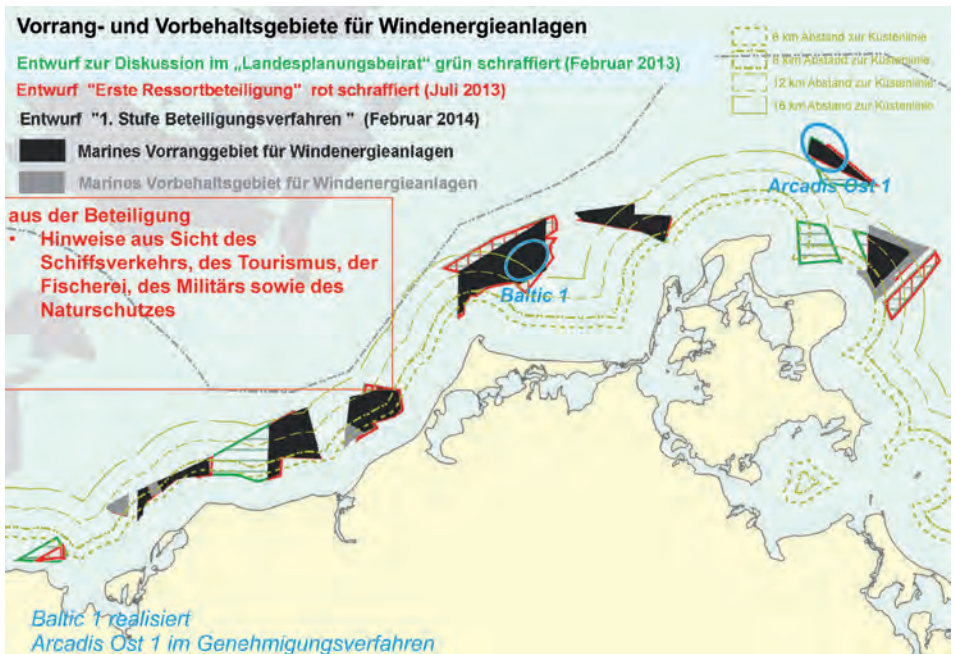 Vorrang- und Vorbehaltsgebiete für Windenergieanlagen
Entwurf zur Diskussion im „Landesplanungsbeirat“ grün schraffiert (Februar 2013)
Entwurf "Erste Ressortbeteiligung" rot schraffiert (Juli 2013)
Entwurf "1. Stufe Beteiligungsverfahren " (Februar 2014)
Marines Vorranggebiet für Windenergieanlagen
Marines Vorbehaltsgebiet für Windenergieanlagen
6 km Abstand zur Küstenlinie
8 km Abstand zur Küstenlinie
12 km Abstand zur Küstenlinie
16 km Abstand zur Küstenlinie
aus der Beteiligung
• Hinweise aus Sicht des
Schiffsverkehrs, des Tourismus, der
Fischerei, des Militärs sowie des
Naturschutzes
Arcadis Ost 1
Baltic 1
Baltic 1 realisiert
Arcadis Ost 1 im Genehmigungsverfahren